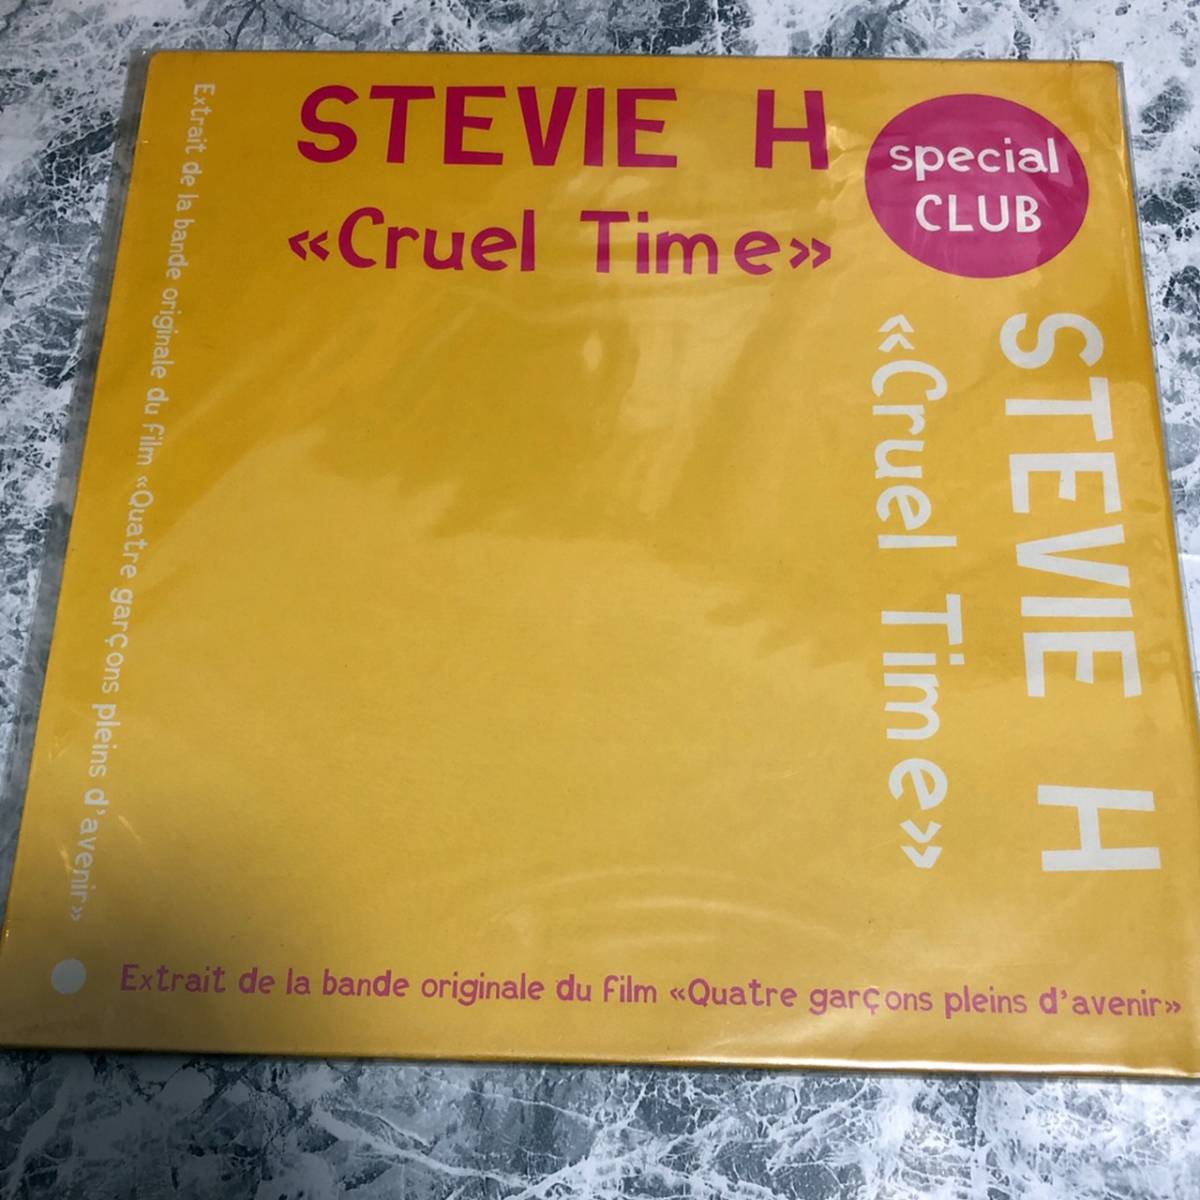 STEVIE H
«Cruel Time»
special
CLUB
STEVIE H
«Cruel Time»
Extrait de la bande originale du film «Quatre garçons pleins d'avenir»
Extrait de la bande originale du film «Quatre garçons pleins d'avenir»